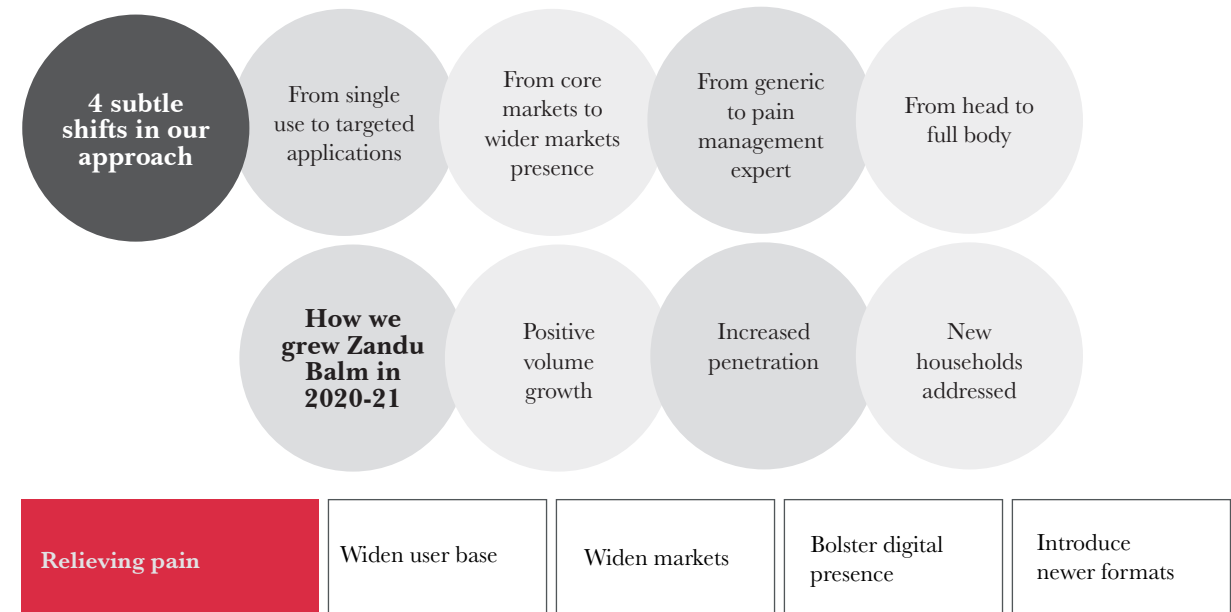 4 subtle
shifts in our
approach
From single
use to targeted
applications
From core
markets to
wider markets
presence
From generic
to pain
management
expert
From head to
full body
How we
grew Zandu
Balm in
2020-21
Positive
volume
growth
Increased
penetration
New
households
addressed
Relieving pain
Widen user base
Widen markets
Bolster digital
presence
Introduce
newer formats